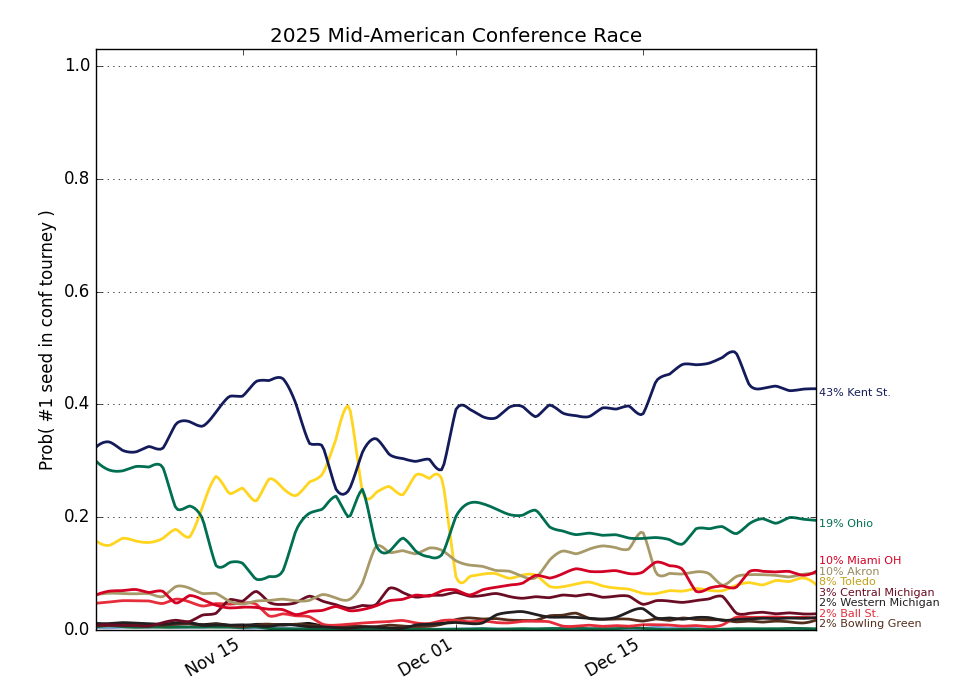 2025 Mid-American Conference Race
Prob( #1 seed in conf tourney )
1.0
0.8
0.6
0.4
0.2
0.0
Nov 15
Dec 01
Dec 15
43% Kent St.
19% Ohio
10% Miami OH
10% Akron
8% Toledo
3% Central Michigan
2% Western Michigan
2% Ball St.
2% Bowling Green